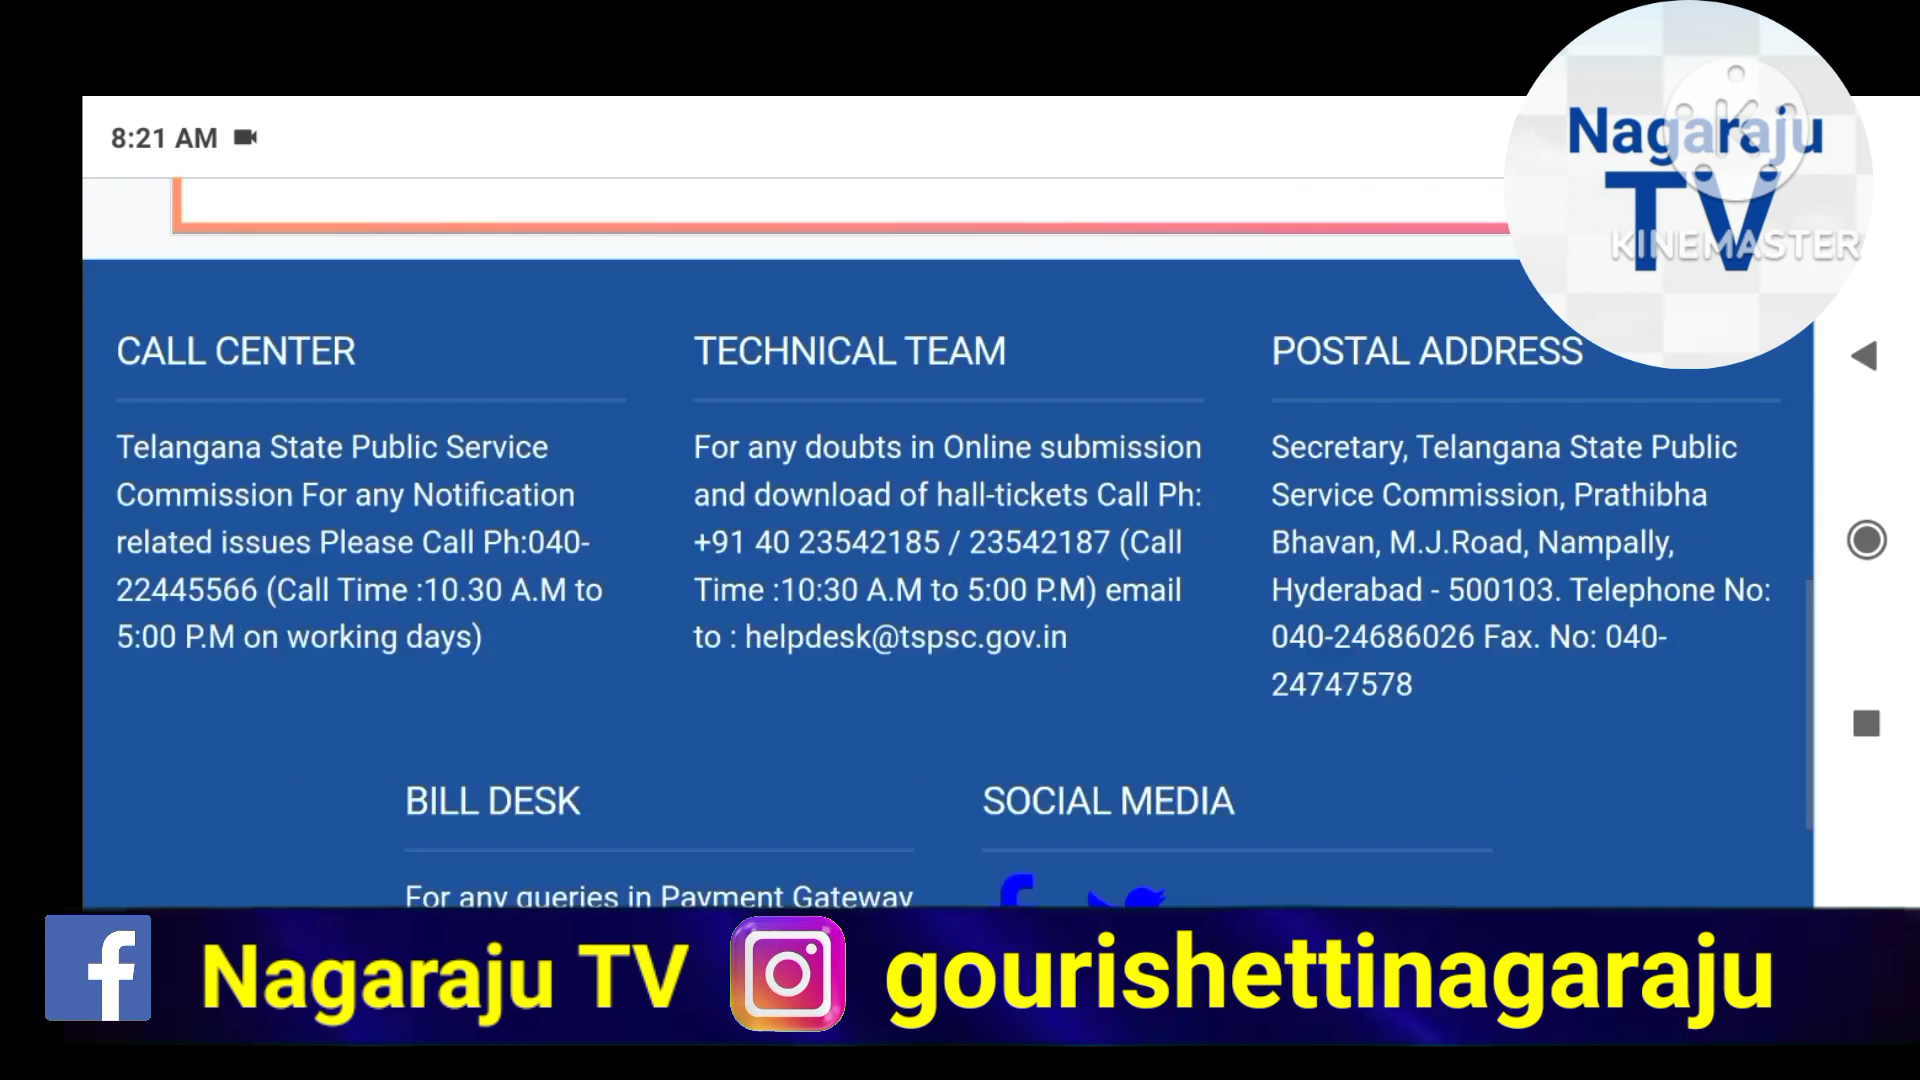 8:21 AM
Nagaraju
TV
KINEMASTER
CALL CENTER
Telangana State Public Service
Commission For any Notification
related issues Please Call Ph:040-
22445566 (Call Time :10.30 A.M to
5:00 P.M on working days)
TECHNICAL TEAM
For any doubts in Online submission
and download of hall-tickets Call Ph:
+91 40 23542185 / 23542187 (Call
Time :10:30 A.M to 5:00 P.M) email
to : helpdesk@tspsc.gov.in
POSTAL ADDRESS
Secretary, Telangana State Public
Service Commission, Prathibha
Bhavan, M.J.Road, Nampally,
Hyderabad - 500103. Telephone No:
040-24686026 Fax. No: 040-
24747578
BILL DESK
For any queries in Payment Gateway
SOCIAL MEDIA
Nagaraju TV
gourishettinagaraju